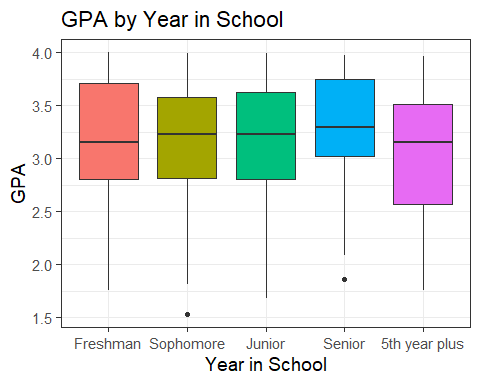 GPA by Year in School
GPA
4.0
3.5
3.0
2.5
2.0
1.5
Freshman Sophomore Junior Senior 5th year plus
Year in School